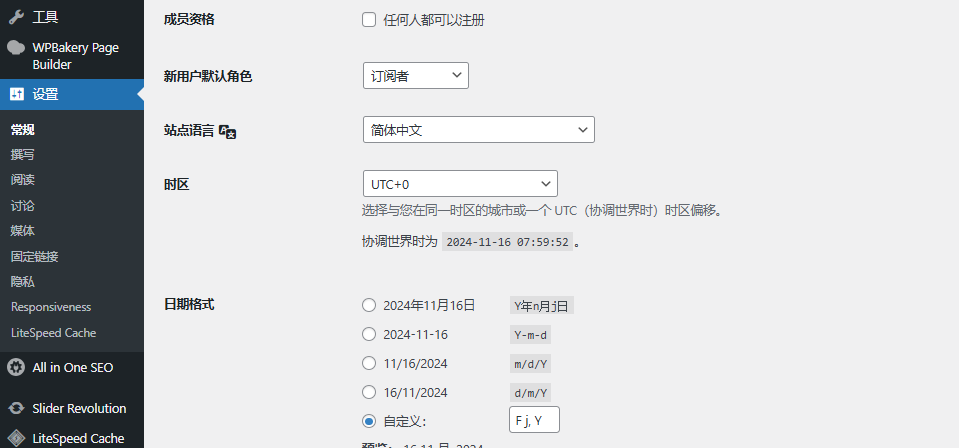 工具
WPBakery Page
Builder
设置
常规
撰写
阅读
讨论
媒体
固定链接
隐私
Responsiveness
LiteSpeed Cache
All in One SEO
Slider Revolution
LiteSpeed Cache
成员资格
任何人都可以注册
新用户默认角色
订阅者
站点语言
简体中文
时区
UTC+0
选择与您在同一时区的城市或一个 UTC（协调世界时）时区偏移。
协调世界时为 2024-11-16 07:59:52。
日期格式
2024年11月16日 Y年n月j日
2024-11-16 Y-m-d
11/16/2024 m/d/Y
16/11/2024 d/m/Y
自定义： F j, Y